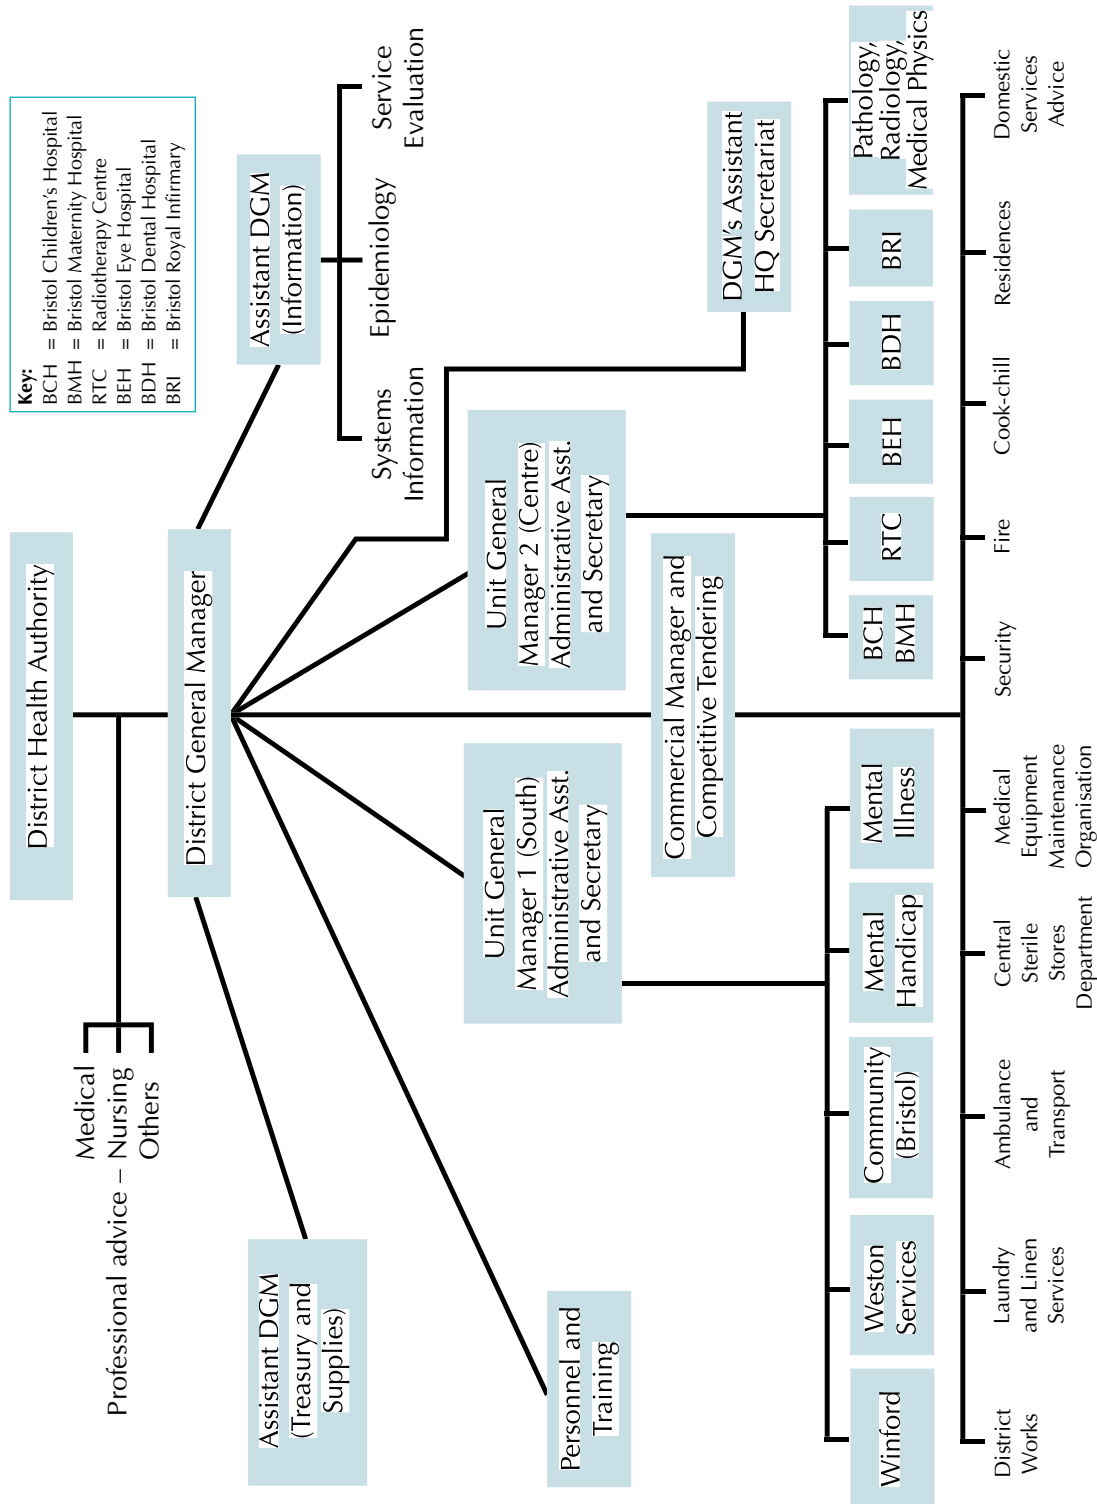 District Health Authority
Key:
BCH = Bristol Children's Hospital
BMH = Bristol Maternity Hospital
RTC = Radiotherapy Centre
BEH = Bristol Eye Hospital
BDH = Bristol Dental Hospital
BRI = Bristol Royal Infirmary
Medical
Professional advice – Nursing
Others
District General Manager
Assistant DGM
(Treasury and
Supplies)
Assistant DGM
(Information)
Systems
Information
Epidemiology
Service
Evaluation
Personnel and
Training
Unit General
Manager 1 (South)
Administrative Asst.
and Secretary
Unit General
Manager 2 (Centre)
Administrative Asst.
and Secretary
Commercial Manager and
Competitive Tendering
DGM's Assistant
HQ Secretariat
Winford
Weston
Services
Community
(Bristol)
Mental
Handicap
Mental
Illness
BCH
BMH
RTC
BEH
BDH
BRI
Pathology,
Radiology,
Medical Physics
District
Works
Laundry
and Linen
Services
Ambulance
and
Transport
Central
Sterile
Stores
Department
Medical
Equipment
Maintenance
Organisation
Security
Fire
Cook-chill
Residences
Domestic
Services
Advice